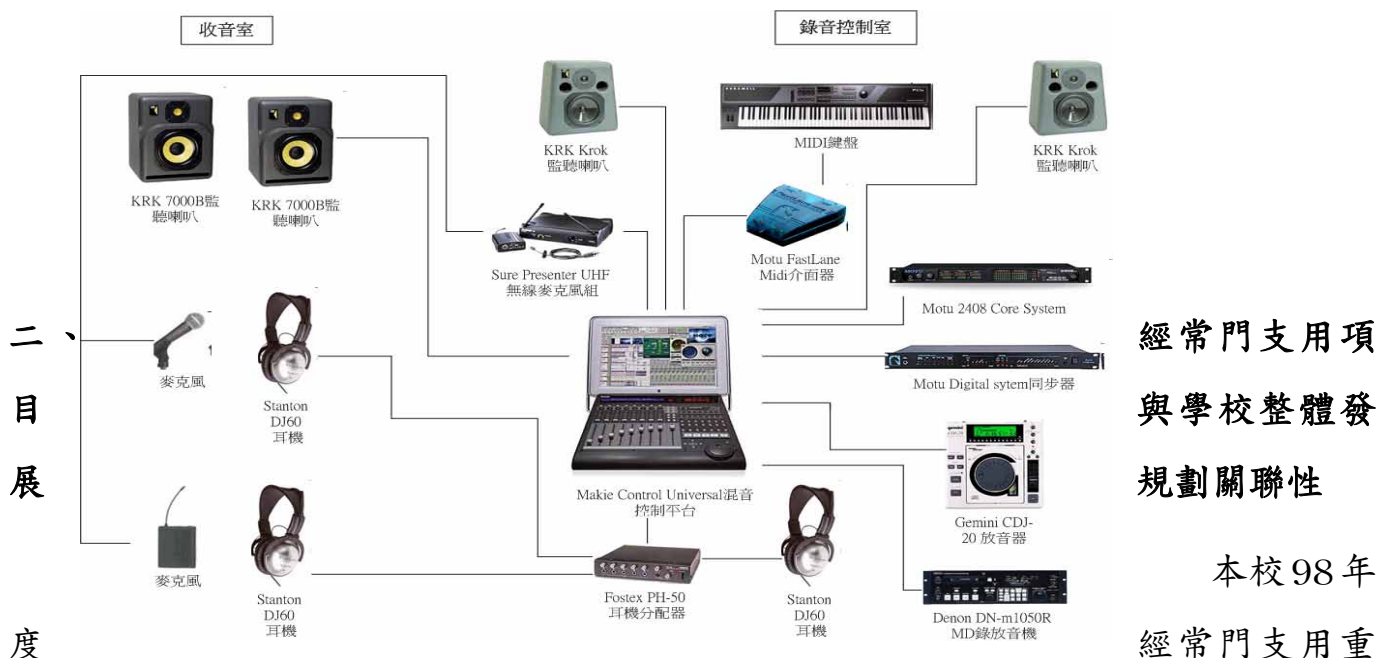 收音室
錄音控制室
KRK 7000B監
聽喇叭
KRK 7000B監
聽喇叭
KRK Krok
監聽喇叭
MIDI鍵盤
KRK Krok
監聽喇叭
Sure Presenter UHF
無線麥克風組
Motu FastLane
Midi介面器
Motu 2408 Core System
麥克風
Stanton
DJ60
耳機
Motu Digital sytem同步器
Makie Control Universal混音
控制平台
Gemini CDJ-
20 放音器
麥克風
Stanton
DJ60
耳機
Fostex PH-50
耳機分配器
Stanton
DJ60
耳機
Denon DN-m1050R
MD錄放音機
二、經常門支用項
目與學校整體發
展規劃關聯性
本校98年
度經常門支用重